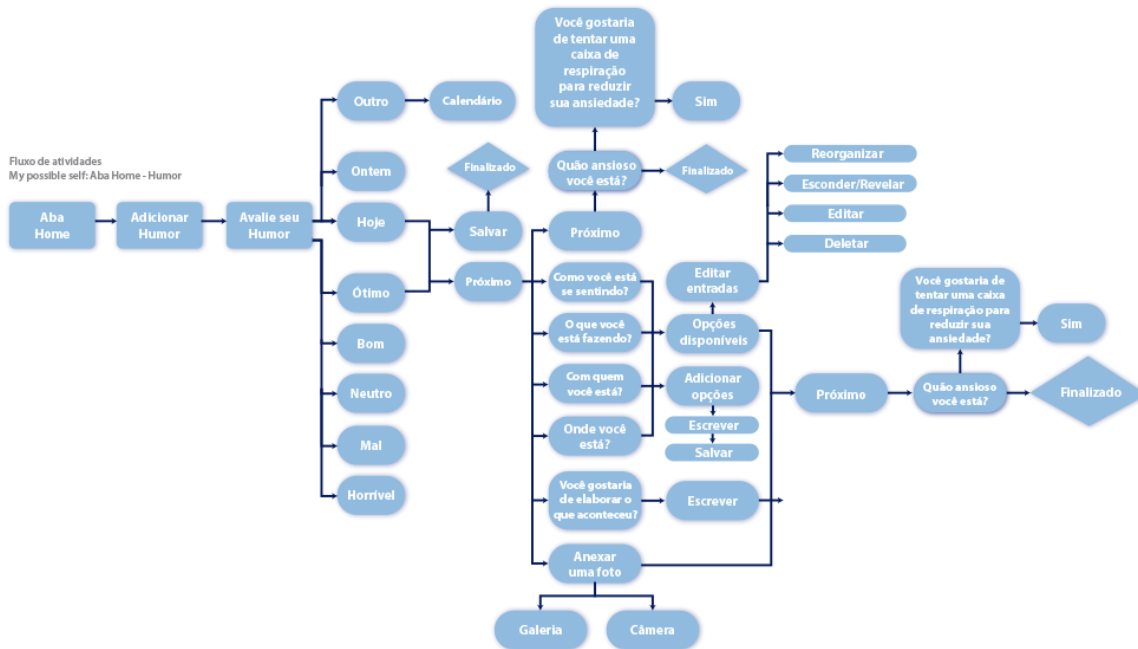 Fluxo de atividades
My possible self: Aba Home - Humor
Aba
Home
Adicionar
Humor
Avalie seu
Humor
Outro
Calendário
Ontem
Hoje
Ótimo
Bom
Neutro
Mal
Horrível
Finalizado
Salvar
Próximo
Você gostaria
de tentar uma
caixa de
respiração
para reduzir
sua ansiedade?
Sim
Quão ansioso
você está?
Finalizado
Próximo
Como você está
se sentindo?
O que você
está fazendo?
Com quem
você está?
Onde você
está?
Você gostaria
de elaborar o
que aconteceu?
Escrever
Anexar
uma foto
Galeria
Câmera
Editar
entradas
Opções
disponíveis
Adicionar
opções
Escrever
Salvar
Reorganizar
Esconder/Revelar
Editar
Deletar
Próximo
Você gostaria de
tentar uma caixa
de respiração para
reduzir sua
ansiedade?
Sim
Quão ansioso
você está?
Finalizado